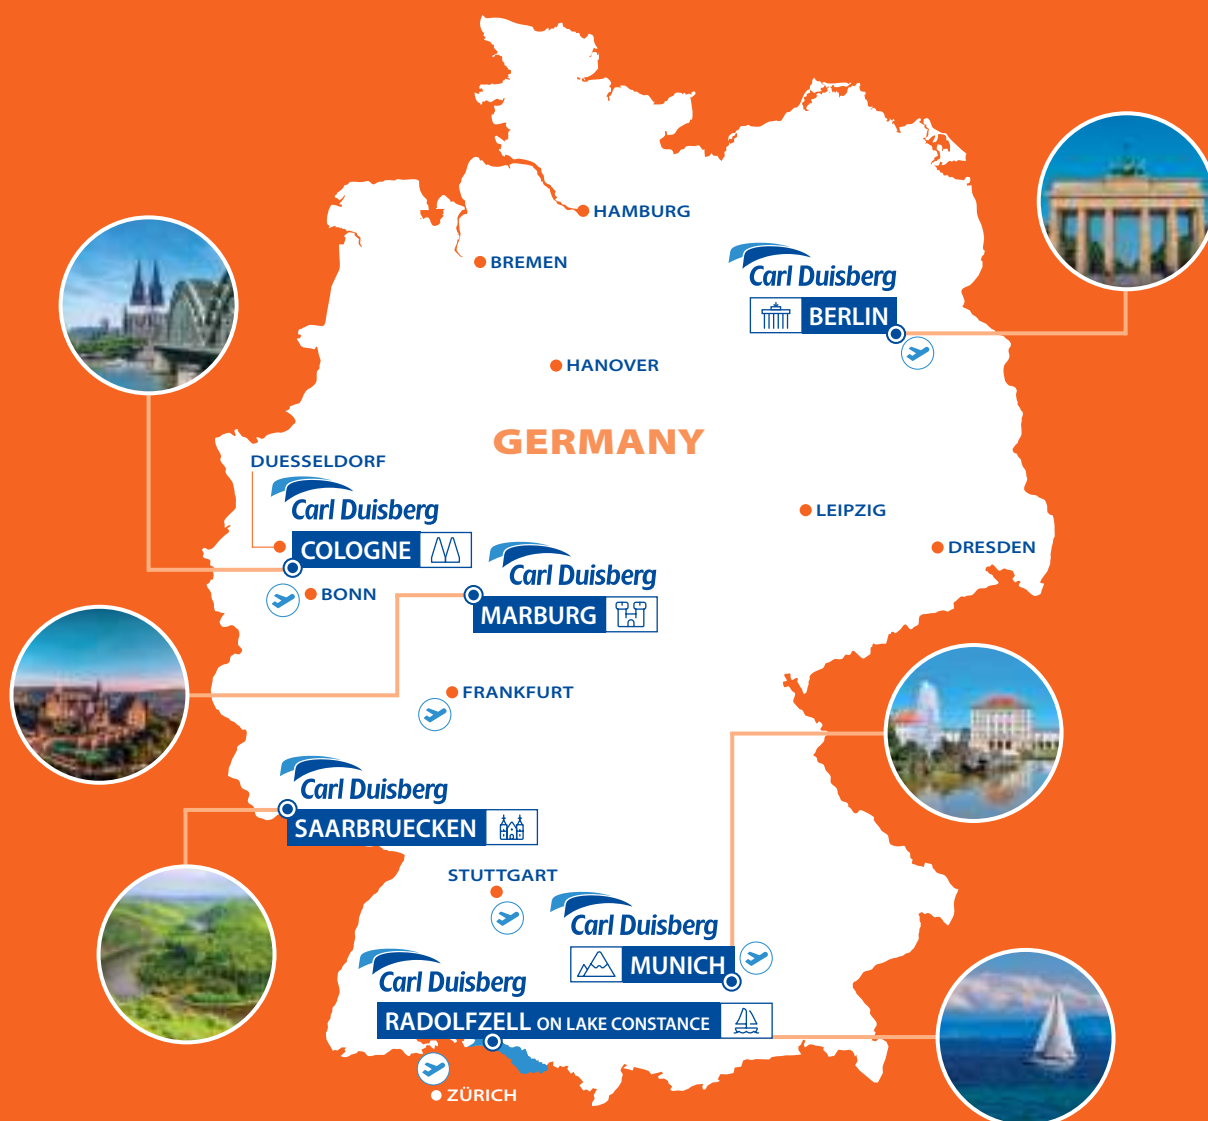 HAMBURG
BREMEN
Carl Duisberg
BERLIN
HANOVER
GERMANY
DUESSELDORF
Carl Duisberg
COLOGNE
LEIPZIG
DRESDEN
Carl Duisberg
MARBURG
BONN
FRANKFURT
Carl Duisberg
SAARBRUECKEN
STUTTGART
Carl Duisberg
MUNICH
Carl Duisberg
RADOLFZELL ON LAKE CONSTANCE
ZÜRICH